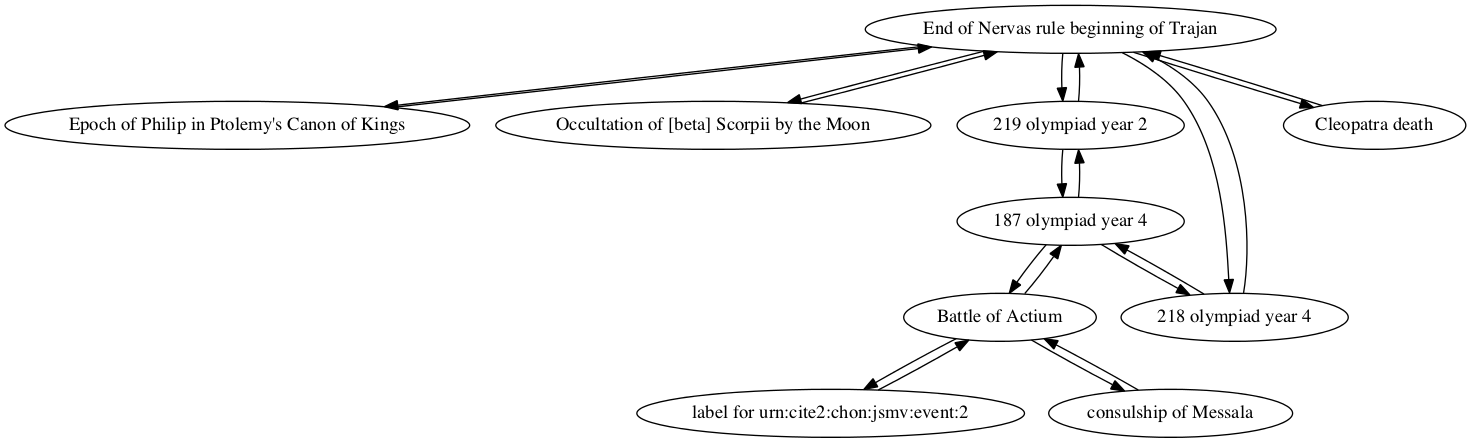 End of Nervas rule beginning of Trajan
Epoch of Philip in Ptolemy's Canon of Kings
Occultation of [beta] Scorpii by the Moon
219 olympiad year 2
Cleopatra death
187 olympiad year 4
Battle of Actium
218 olympiad year 4
label for urn:cite2:chon:jsmv:event:2
consulship of Messala